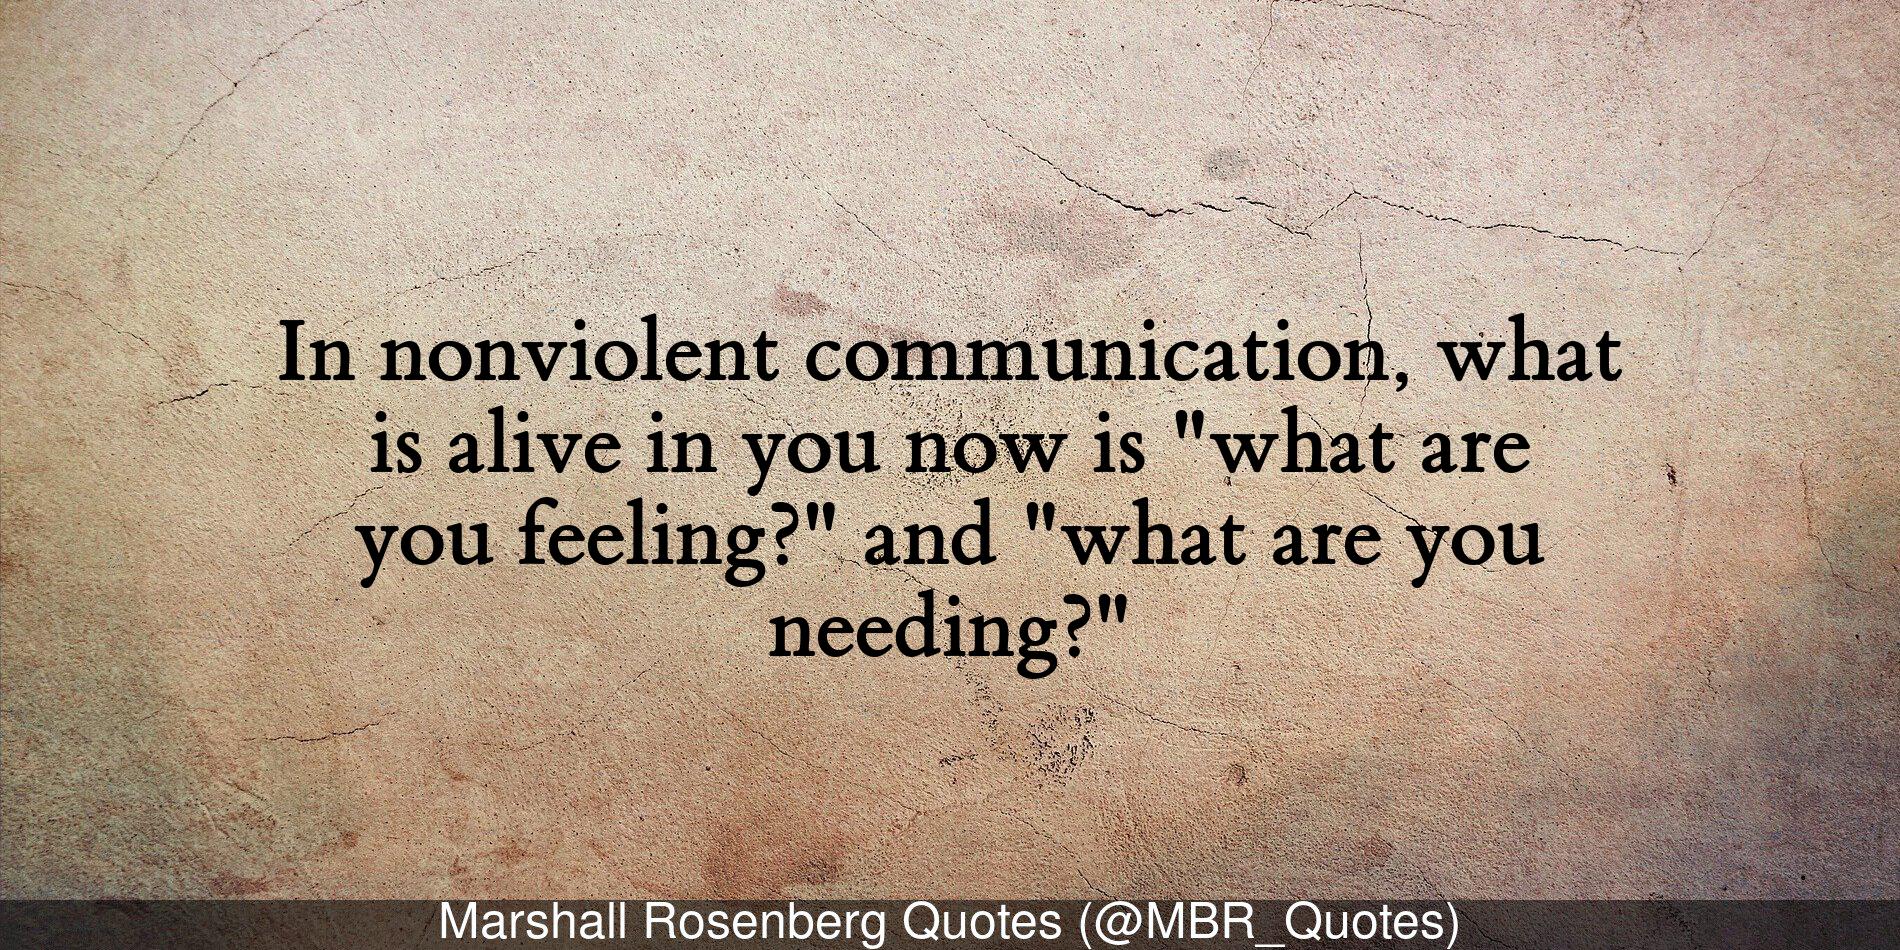 In nonviolent communication, what
is alive in you now is "what are
you feeling?" and "what are you
needing?"
Marshall Rosenberg Quotes (@MBR_Quotes)